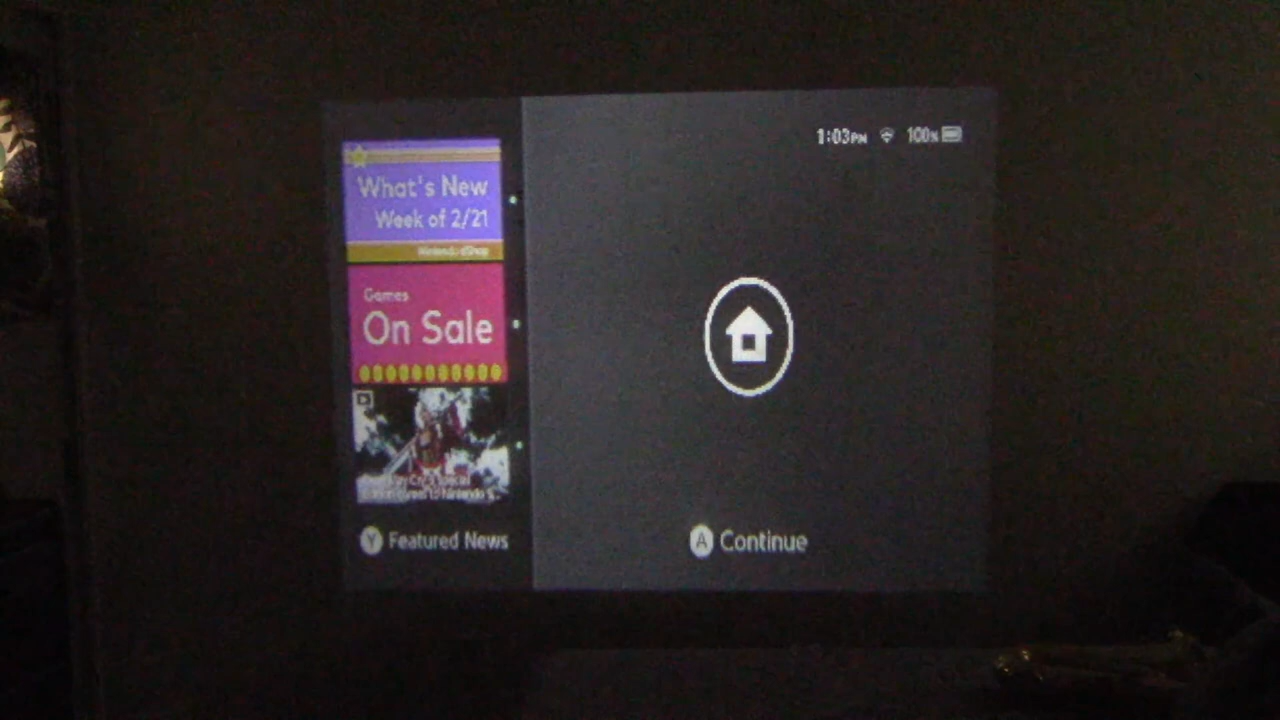 1:03PM 100%
What's New
Week of 2/21
Nintendo eShop
Games
On Sale
Y Featured News
A Continue